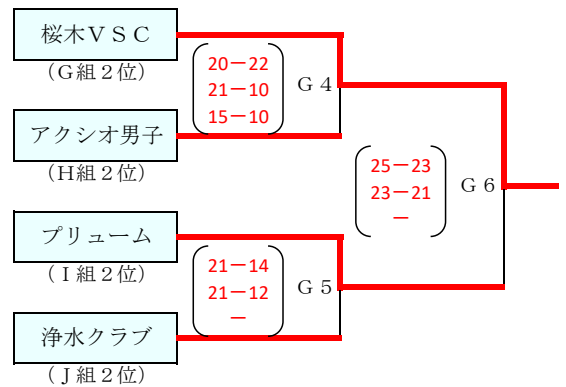 桜木ＶＳＣ
（Ｇ組２位）
20－22
21－10
15－10
Ｇ４
アクシオ男子
（Ｈ組２位）
25－23
23－21
－
Ｇ６
プリューム
（Ｉ組２位）
21－14
21－12
－
Ｇ５
浄水クラブ
（Ｊ組２位）